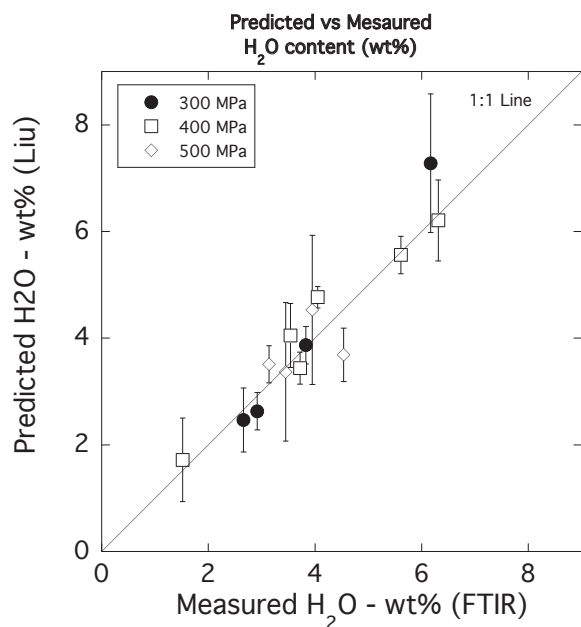 Predicted vs Mesaured
H₂O content (wt%)
300 MPa
400 MPa
500 MPa
1:1 Line
8
6
4
2
0
Predicted H2O - wt% (Liu)
0 2 4 6 8
Measured H₂O - wt% (FTIR)